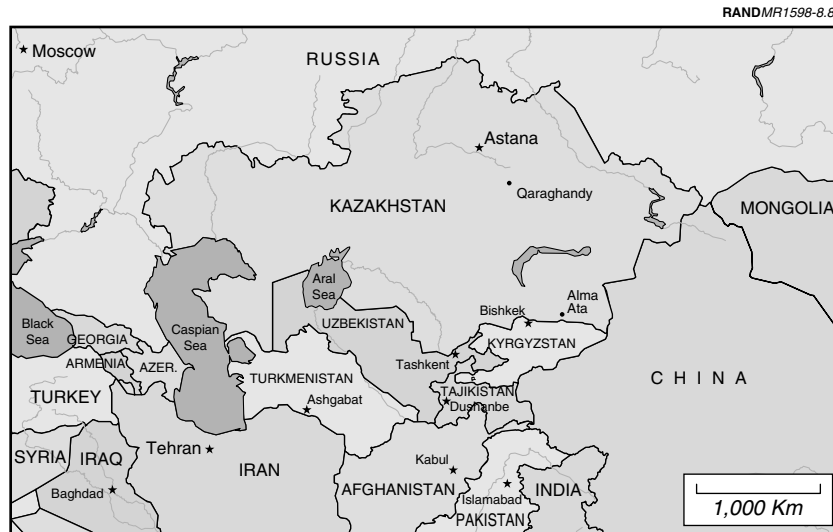 RANDMR1598-8.8
Moscow
RUSSIA
Astana
Qaraghandy
KAZAKHSTAN
MONGOLIA
Aral
Sea
Alma
Ata
Bishkek
Black
Sea
Caspian
Sea
UZBEKISTAN
GEORGIA
KYRGYZSTAN
ARMENIA
AZER.
Tashkent
CHINA
TURKMENISTAN
TAJIKISTAN
TURKEY
Ashgabat
Dushanbe
Tehran
SYRIA
IRAQ
IRAN
Kabul
AFGHANISTAN
Baghdad
Islamabad
INDIA
PAKISTAN
1,000 Km